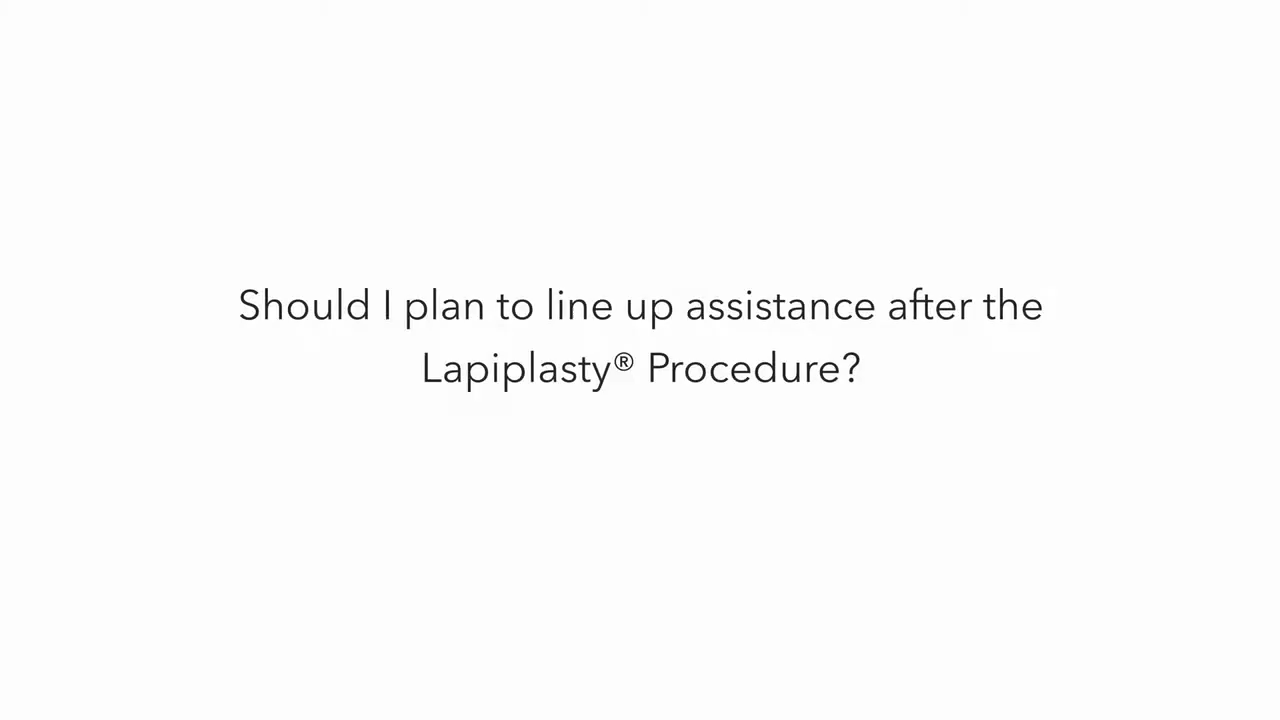 Should I plan to line up assistance after the
Lapiplasty® Procedure?